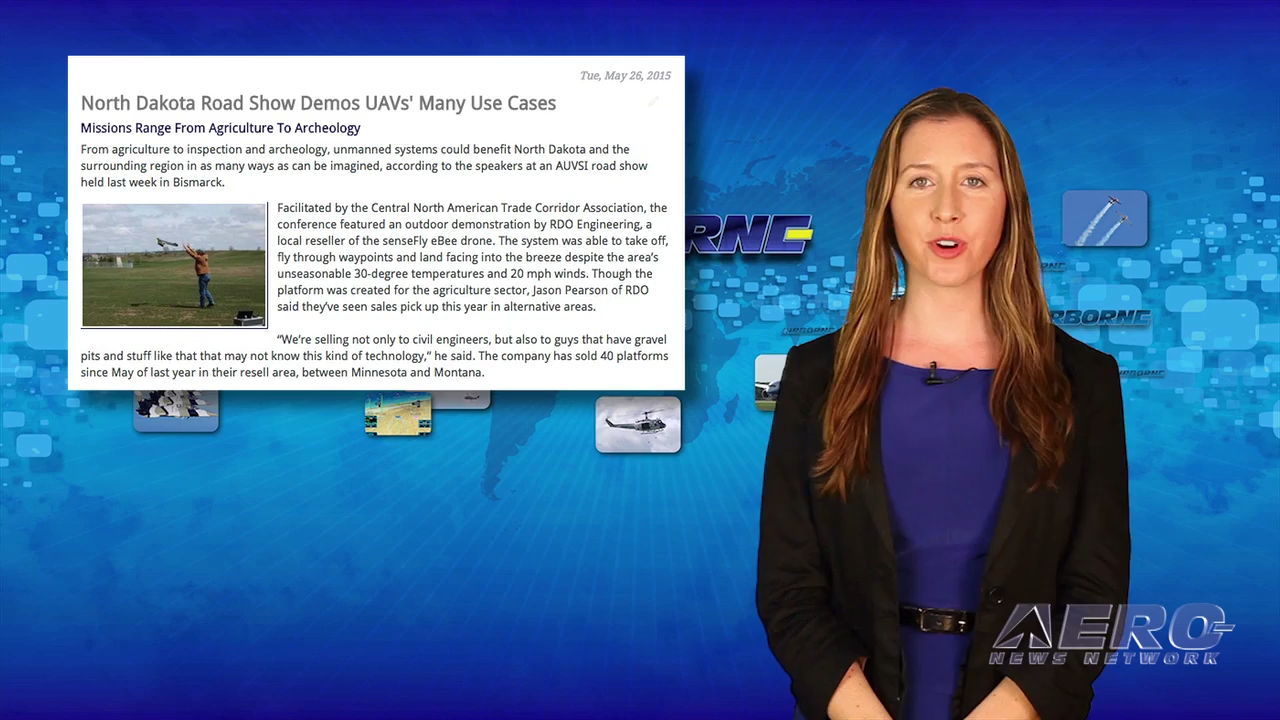 Tue, May 26, 2015
North Dakota Road Show Demos UAVs' Many Use Cases
Missions Range From Agriculture To Archeology
From agriculture to inspection and archeology, unmanned systems could benefit North Dakota and the
surrounding region in as many ways as can be imagined, according to the speakers at an AUVSI road show
held last week in Bismarck.
Facilitated by the Central North American Trade Corridor Association, the
conference featured an outdoor demonstration by RDO Engineering, a
local reseller of the senseFly eBee drone. The system was able to take off,
fly through waypoints and land facing into the breeze despite the area's
unseasonable 30-degree temperatures and 20 mph winds. Though the
platform was created for the agriculture sector, Jason Pearson of RDO
said they've seen sales pick up this year in alternative areas.
“We're selling not only to civil engineers, but also to guys that have gravel
pits and stuff like that that may not know this kind of technology,” he said. The company has sold 40 platforms
since May of last year in their resell area, between Minnesota and Montana.
RNE
RBORNE
AIRBORNE
AERO
NEWS NETWORK